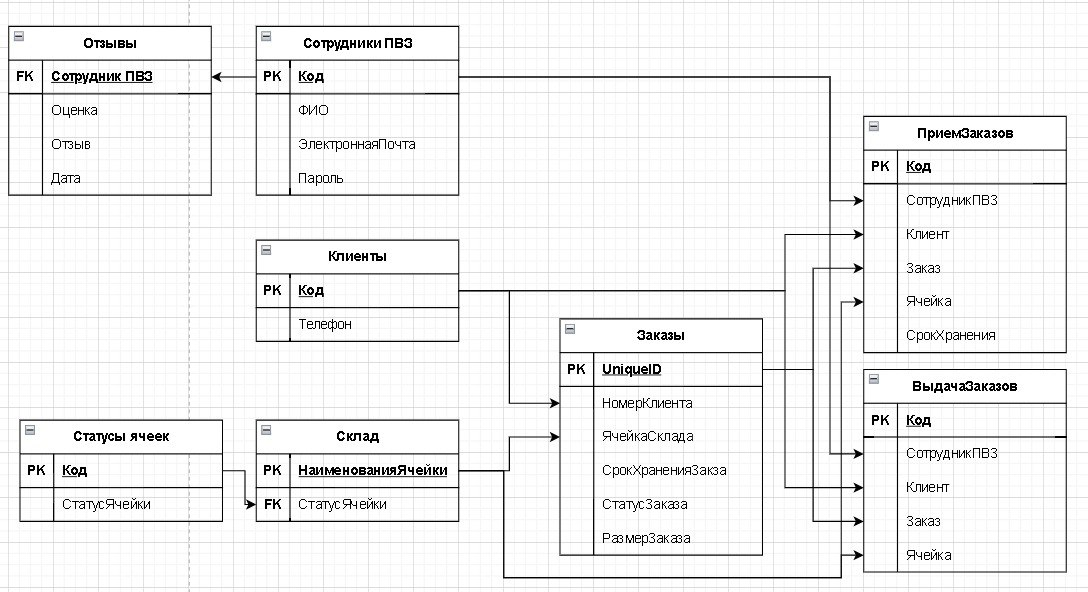 Отзывы
FK Сотрудник ПВЗ
Оценка
Отзыв
Дата
Сотрудники ПВЗ
PK Код
ФИО
ЭлектроннаяПочта
Пароль
Клиенты
PK Код
Телефон
Статусы ячеек
PK Код
СтатусЯчейки
Склад
PK НаименованияЯчейки
FK СтатусЯчейки
Заказы
PK UniqueID
НомерКлиента
ЯчейкаСклада
СрокХраненияЗакза
СтатусЗаказа
РазмерЗаказа
ПриемЗаказов
PK Код
СотрудникПВЗ
Клиент
Заказ
Ячейка
СрокХранения
ВыдачаЗаказов
PK Код
СотрудникПВЗ
Клиент
Заказ
Ячейка